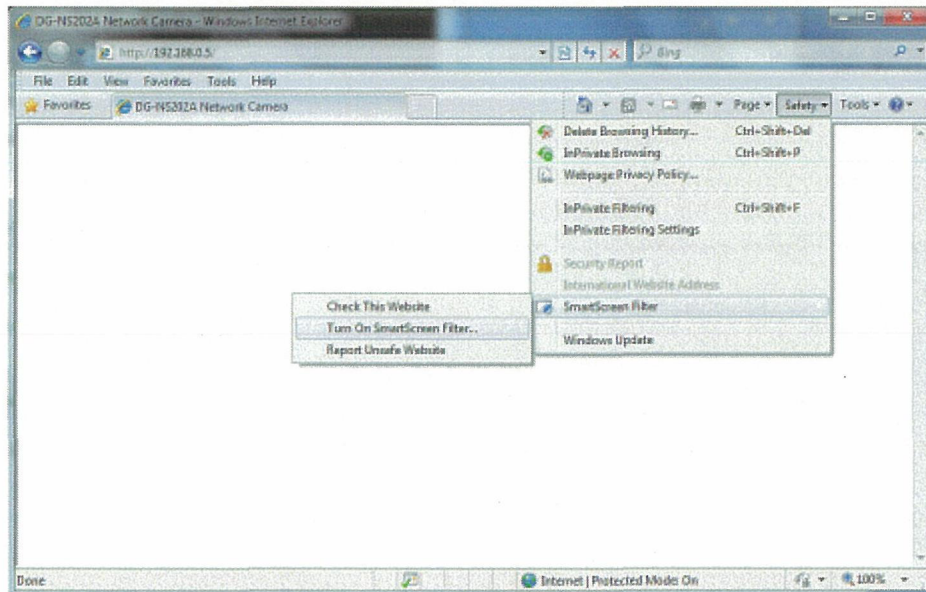 DG-NS202A Network Camera - Windows Internet Explorer
http://192.168.0.5/
Bing
File Edit View Favorites Tools Help
Favorites
DG-NS202A Network Camera
Page
Safety
Tools
Delete Browsing History... Ctrl+Shift+Del
InPrivate Browsing Ctrl+Shift+P
Webpage Privacy Policy...
InPrivate Filtering Ctrl+Shift+F
InPrivate Filtering Settings
Security Report
International Website Address
SmartScreen Filter
Windows Update
Check This Website
Turn On SmartScreen Filter...
Report Unsafe Website
Done
Internet | Protected Mode: On
100%